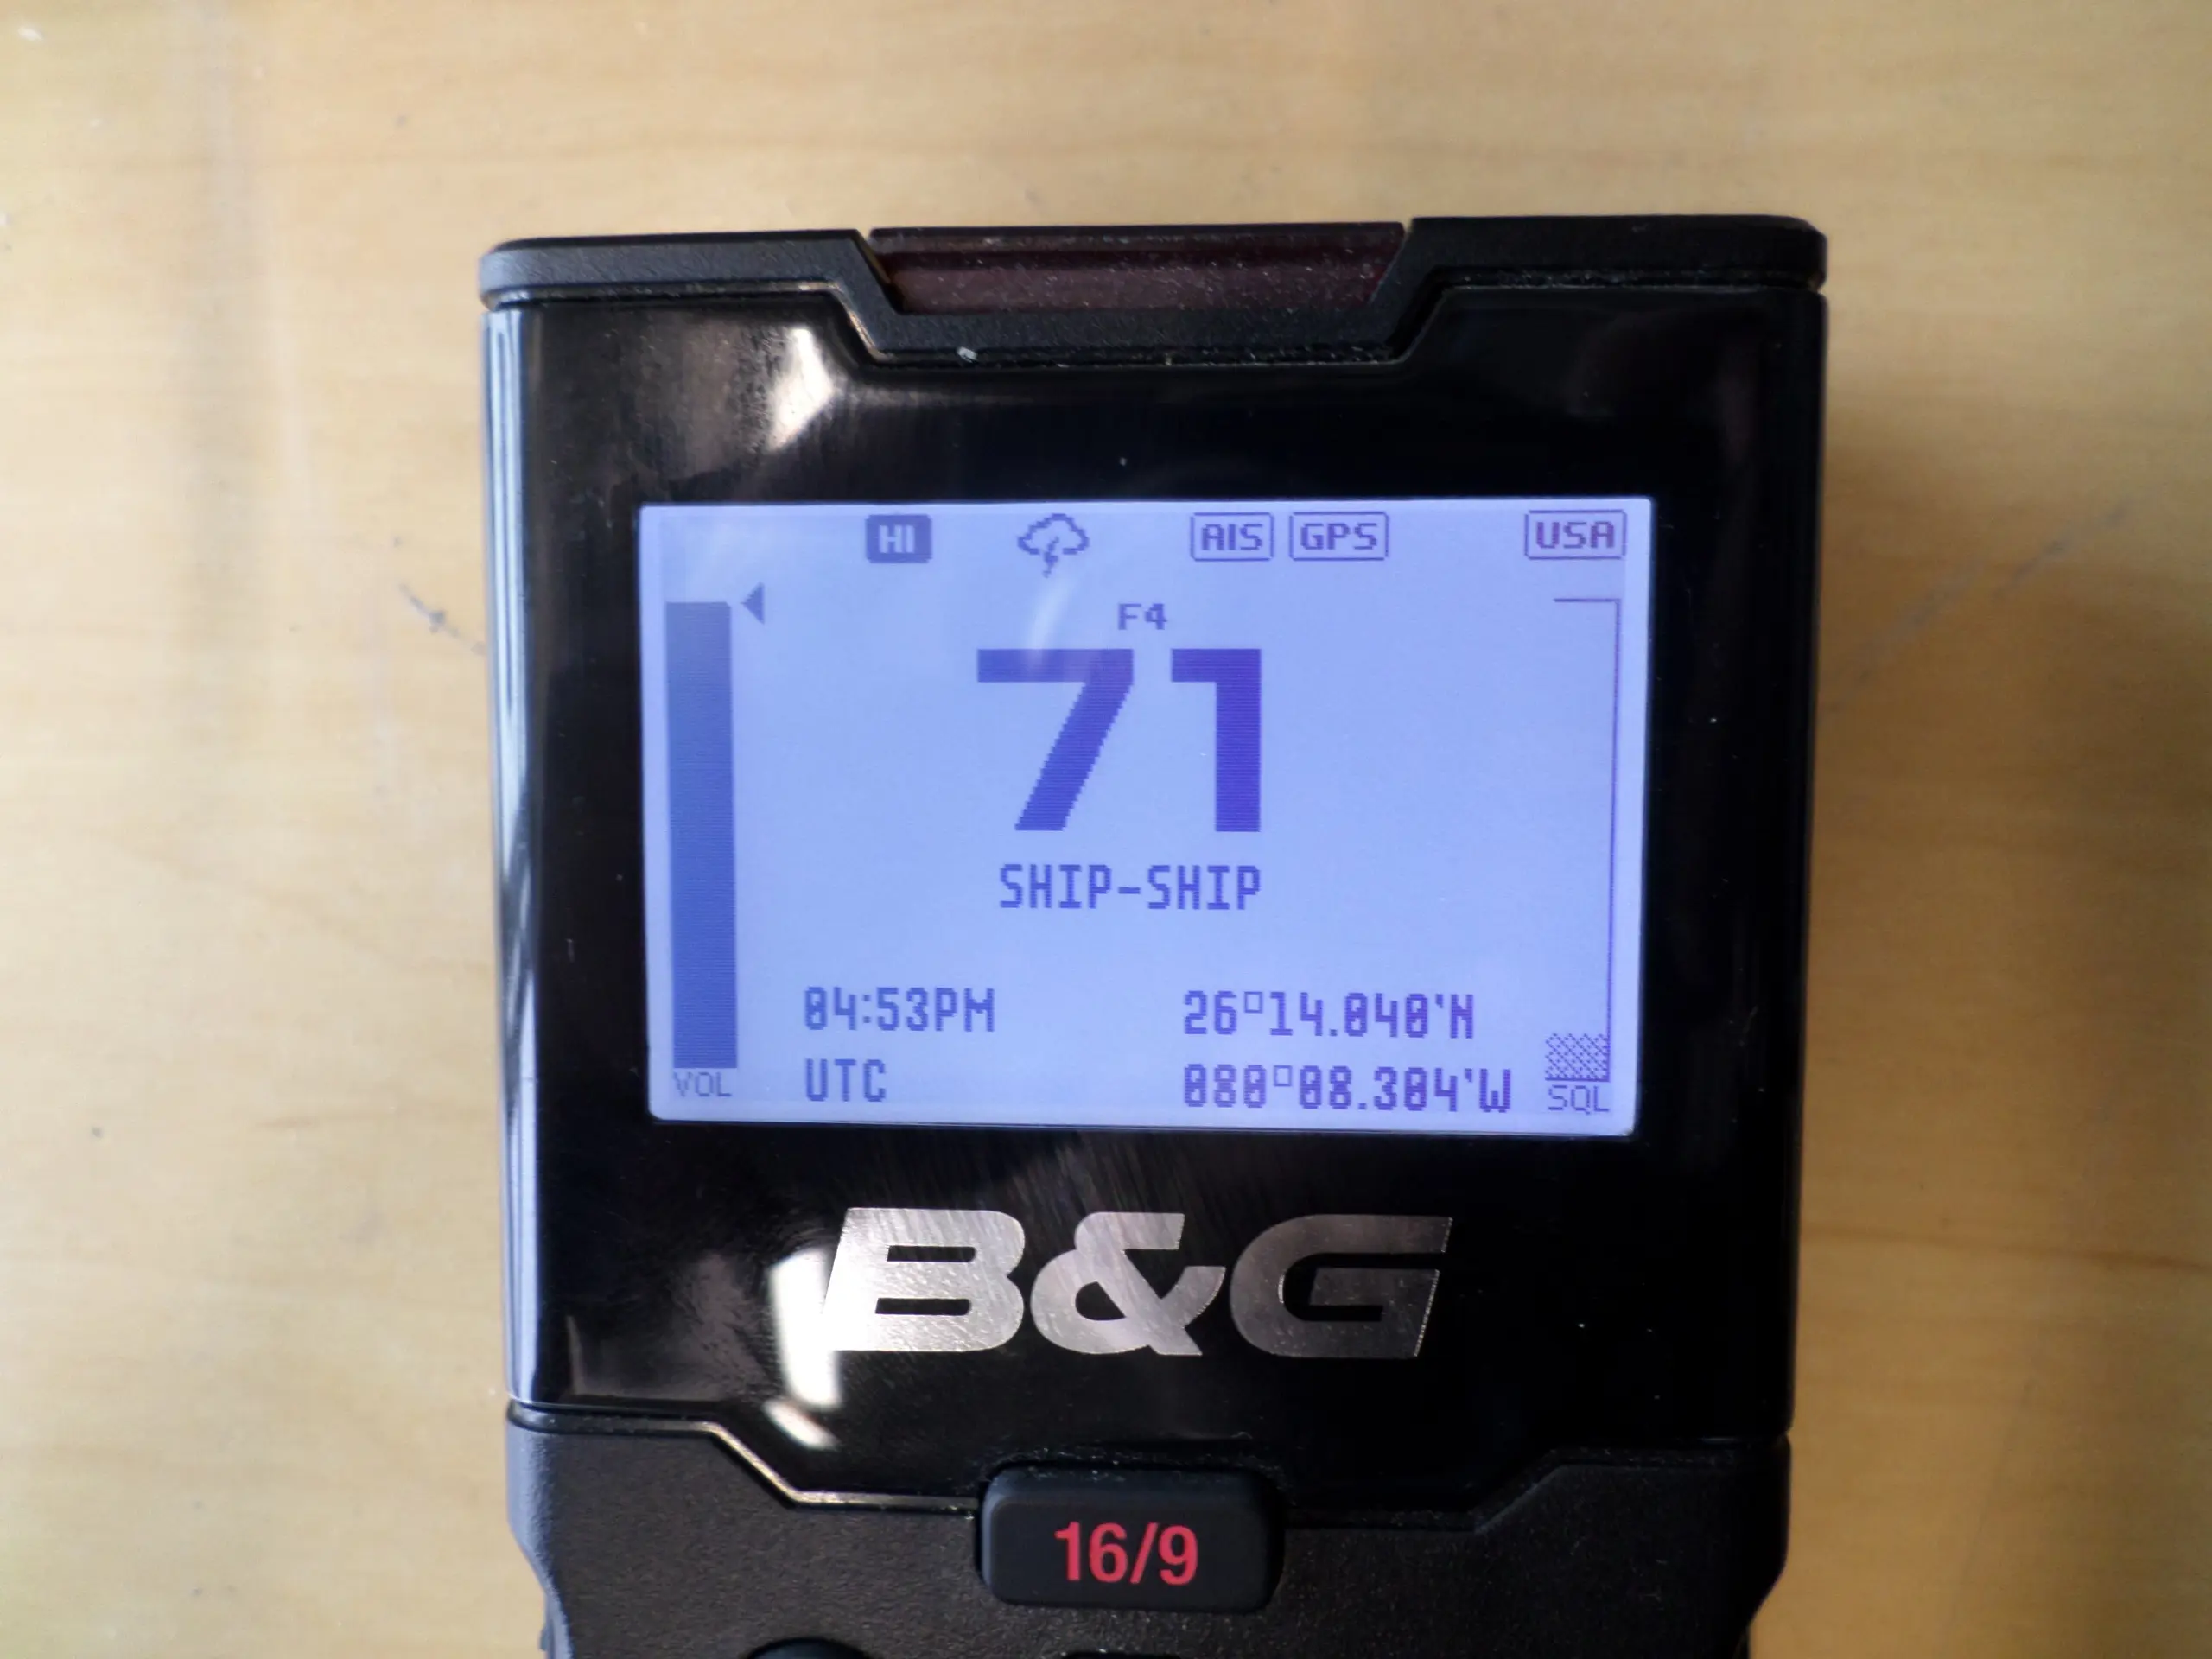 HI AIS GPS USA
F4
71
SHIP-SHIP
04:53PM 26°14.040'N
UTC 080°08.304'W
VOL SQL
B&G
16/9